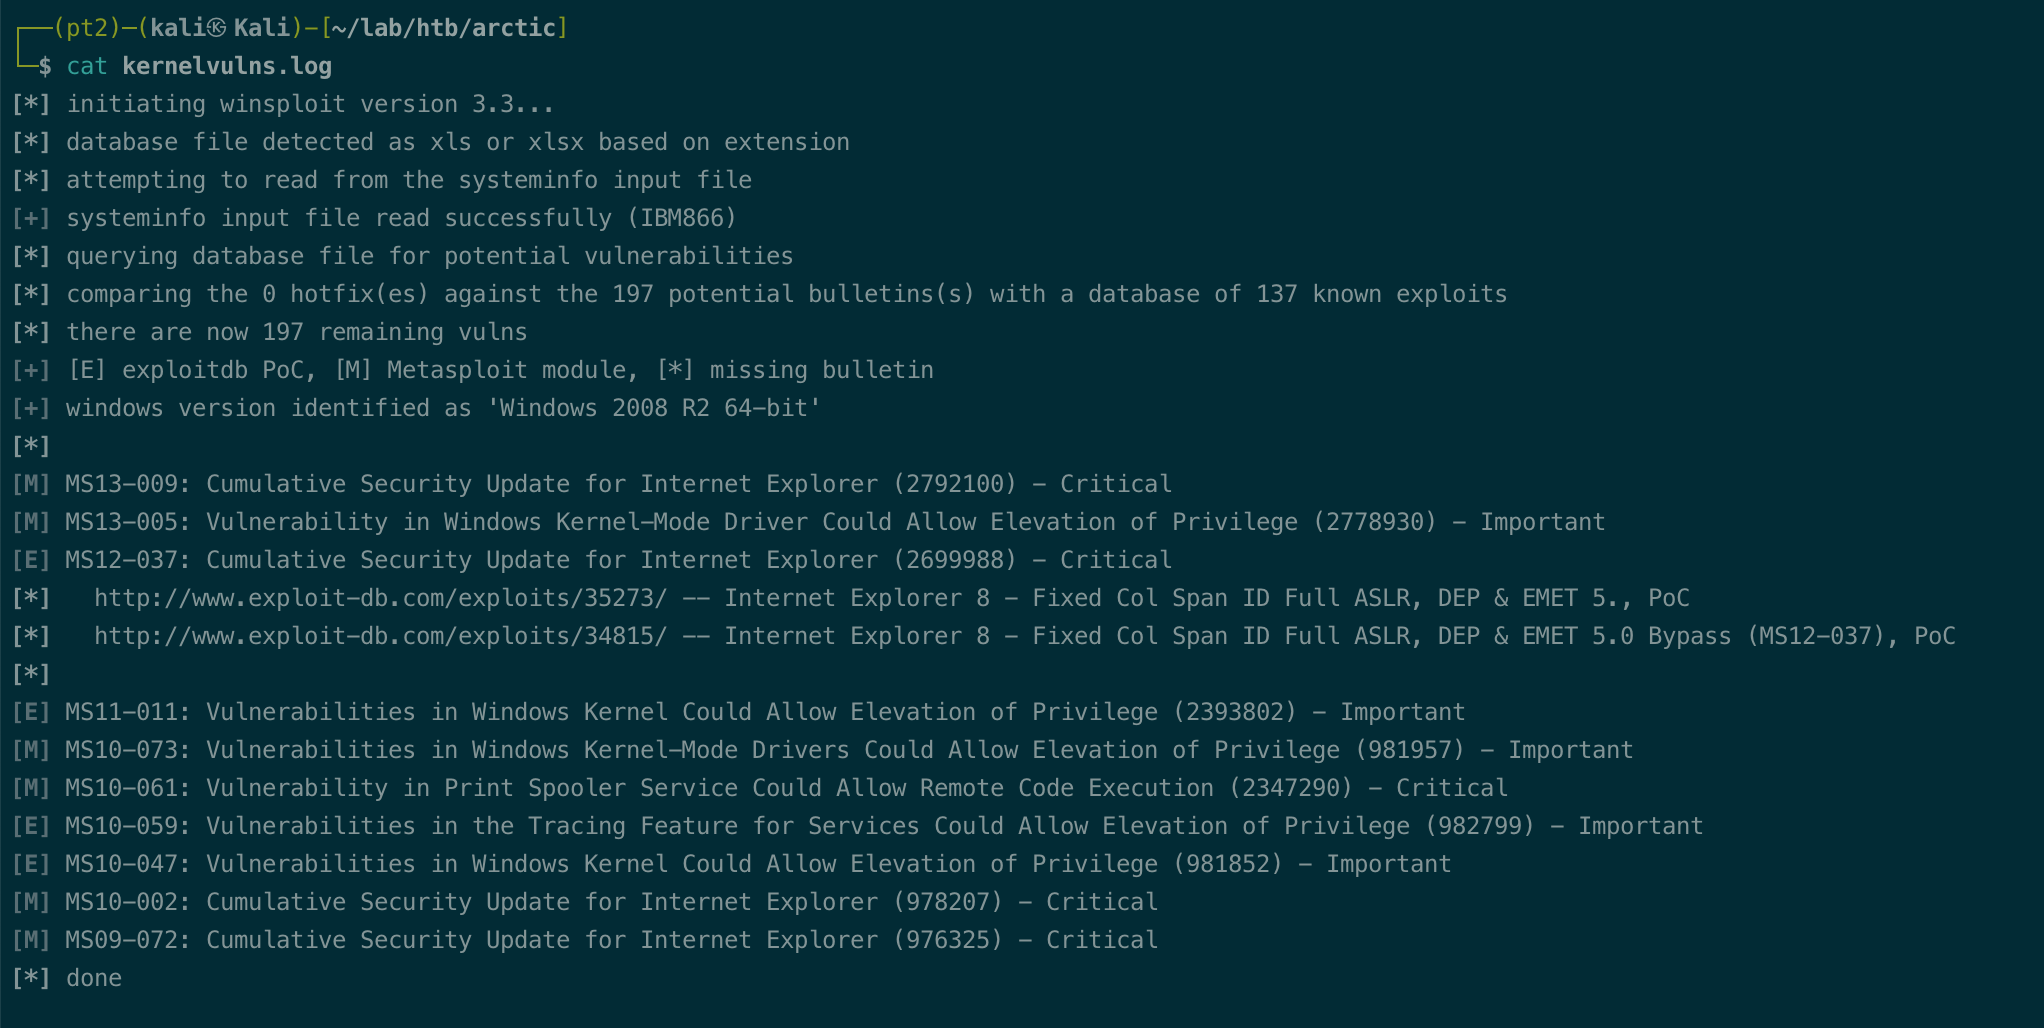 ┌──(pt2)─(kali㉿Kali)-[~/lab/htb/arctic]
└─$ cat kernelvulns.log
[*] initiating winsploit version 3.3...
[*] database file detected as xls or xlsx based on extension
[*] attempting to read from the systeminfo input file
[+] systeminfo input file read successfully (IBM866)
[*] querying database file for potential vulnerabilities
[*] comparing the 0 hotfix(es) against the 197 potential bulletins(s) with a database of 137 known exploits
[*] there are now 197 remaining vulns
[+] [E] exploitdb PoC, [M] Metasploit module, [*] missing bulletin
[+] windows version identified as 'Windows 2008 R2 64-bit'
[*]
[M] MS13-009: Cumulative Security Update for Internet Explorer (2792100) - Critical
[M] MS13-005: Vulnerability in Windows Kernel-Mode Driver Could Allow Elevation of Privilege (2778930) - Important
[E] MS12-037: Cumulative Security Update for Internet Explorer (2699988) - Critical
[*]   http://www.exploit-db.com/exploits/35273/ -- Internet Explorer 8 - Fixed Col Span ID Full ASLR, DEP & EMET 5., PoC
[*]   http://www.exploit-db.com/exploits/34815/ -- Internet Explorer 8 - Fixed Col Span ID Full ASLR, DEP & EMET 5.0 Bypass (MS12-037), PoC
[*]
[E] MS11-011: Vulnerabilities in Windows Kernel Could Allow Elevation of Privilege (2393802) - Important
[M] MS10-073: Vulnerabilities in Windows Kernel-Mode Drivers Could Allow Elevation of Privilege (981957) - Important
[M] MS10-061: Vulnerability in Print Spooler Service Could Allow Remote Code Execution (2347290) - Critical
[E] MS10-059: Vulnerabilities in the Tracing Feature for Services Could Allow Elevation of Privilege (982799) - Important
[E] MS10-047: Vulnerabilities in Windows Kernel Could Allow Elevation of Privilege (981852) - Important
[M] MS10-002: Cumulative Security Update for Internet Explorer (978207) - Critical
[M] MS09-072: Cumulative Security Update for Internet Explorer (976325) - Critical
[*] done